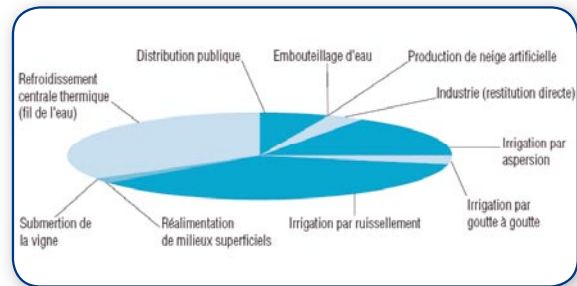 Distribution publique
Embouteillage d'eau
Production de neige artificielle
Industrie (restitution directe)
Refroidissement
centrale thermique
(fil de l'eau)
Irrigation par
aspersion
Irrigation par
goutte à goutte
Submertion de
la vigne
Réalimentation
de milieux superficiels
Irrigation par ruissellement